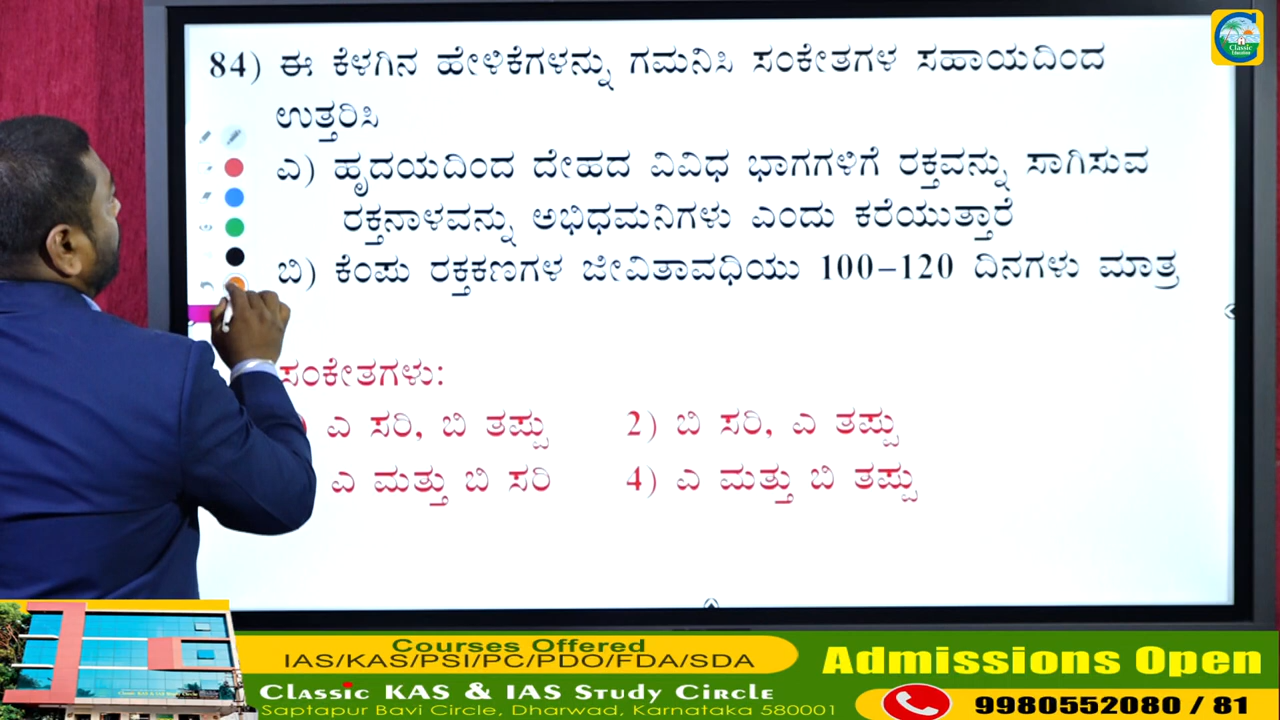 Classic
Education
84) ಈ ಕೆಳಗಿನ ಹೇಳಿಕೆಗಳನ್ನು ಗಮನಿಸಿ ಸಂಕೇತಗಳ ಸಹಾಯದಿಂದ
ಉತ್ತರಿಸಿ
ಎ) ಹೃದಯದಿಂದ ದೇಹದ ವಿವಿಧ ಭಾಗಗಳಿಗೆ ರಕ್ತವನ್ನು ಸಾಗಿಸುವ
ರಕ್ತನಾಳವನ್ನು ಅಭಿಧಮನಿಗಳು ಎಂದು ಕರೆಯುತ್ತಾರೆ
ಬಿ) ಕೆಂಪು ರಕ್ತಕಣಗಳ ಜೀವಿತಾವಧಿಯು 100-120 ದಿನಗಳು ಮಾತ್ರ
ಸಂಕೇತಗಳು:
) ಎ ಸರಿ, ಬಿ ತಪ್ಪು 2) ಬಿ ಸರಿ, ಎ ತಪ್ಪು
ಎ ಮತ್ತು ಬಿ ಸರಿ 4) ಎ ಮತ್ತು ಬಿ ತಪ್ಪು
Courses Offered
IAS/KAS/PSI/PC/PDO/FDA/SDA
Classic KAS & IAS Study Circle
Saptapur Bavi Circle, Dharwad, Karnataka 580001
Admissions Open
9980552080 / 81